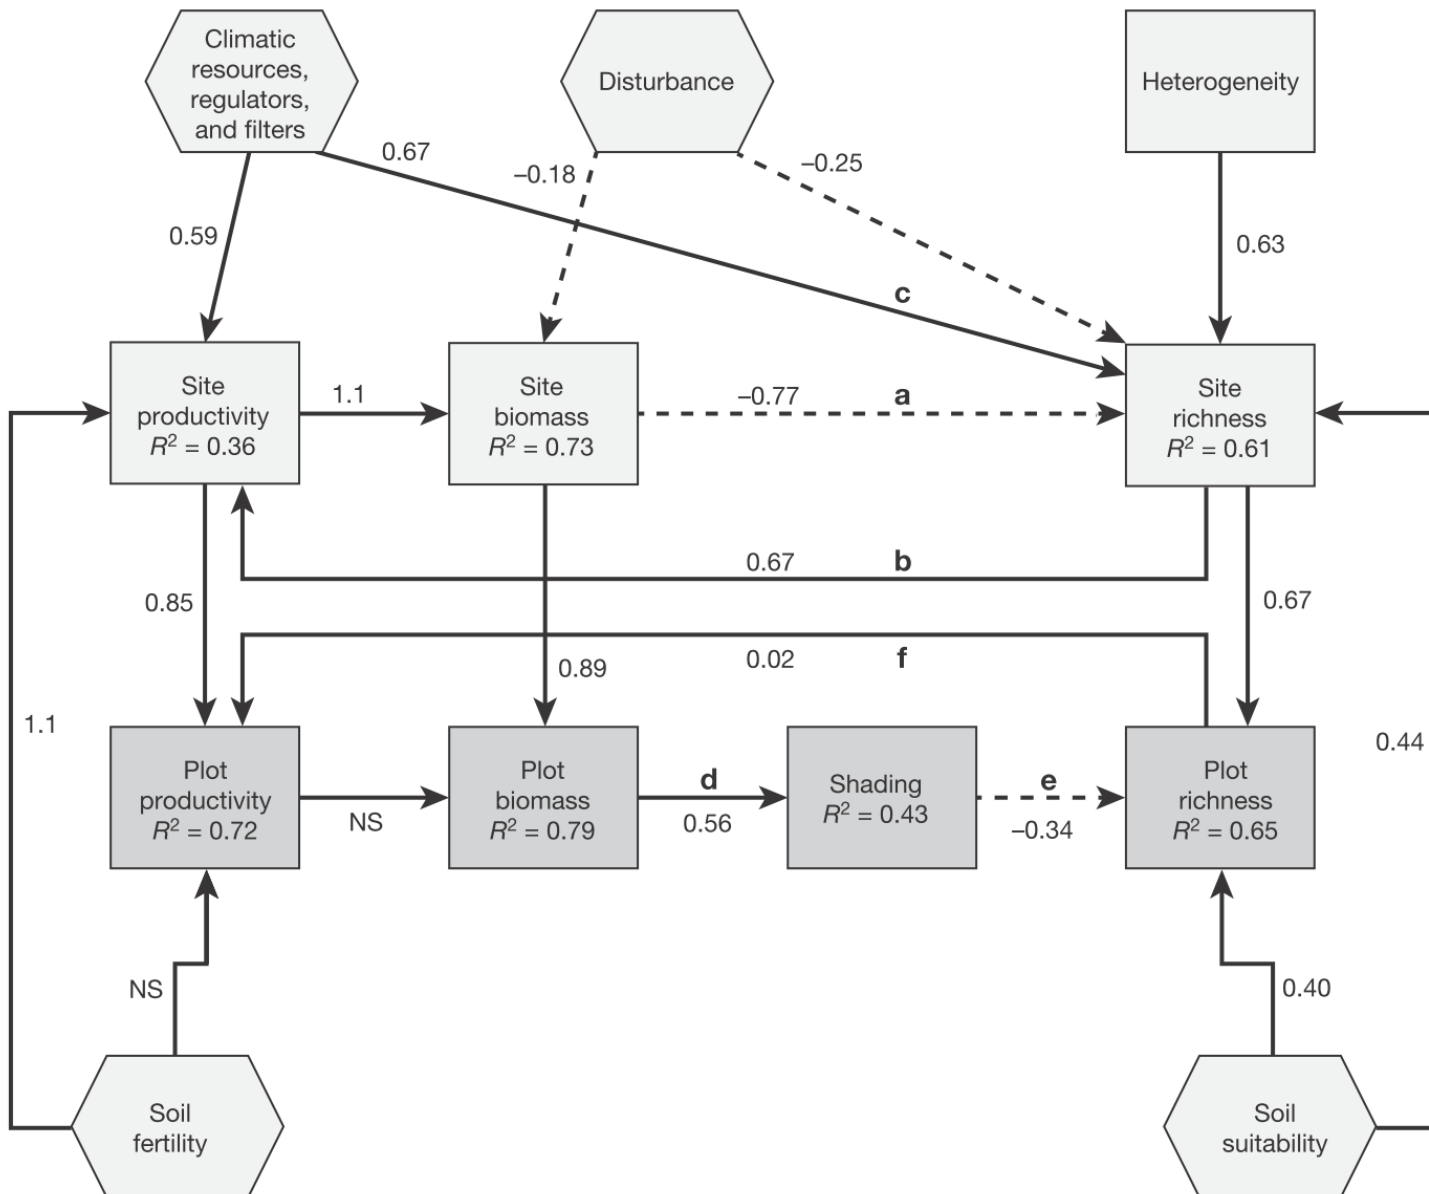 Climatic
resources,
regulators,
and filters
Disturbance
Heterogeneity
0.67
–0.18
–0.25
0.59
0.63
c
Site
productivity
R² = 0.36
1.1
Site
biomass
R² = 0.73
–0.77
a
Site
richness
R² = 0.61
0.67
b
0.85
0.67
0.02
f
0.89
1.1
0.44
Plot
productivity
R² = 0.72
NS
Plot
biomass
R² = 0.79
d
0.56
Shading
R² = 0.43
e
–0.34
Plot
richness
R² = 0.65
NS
0.40
Soil
fertility
Soil
suitability